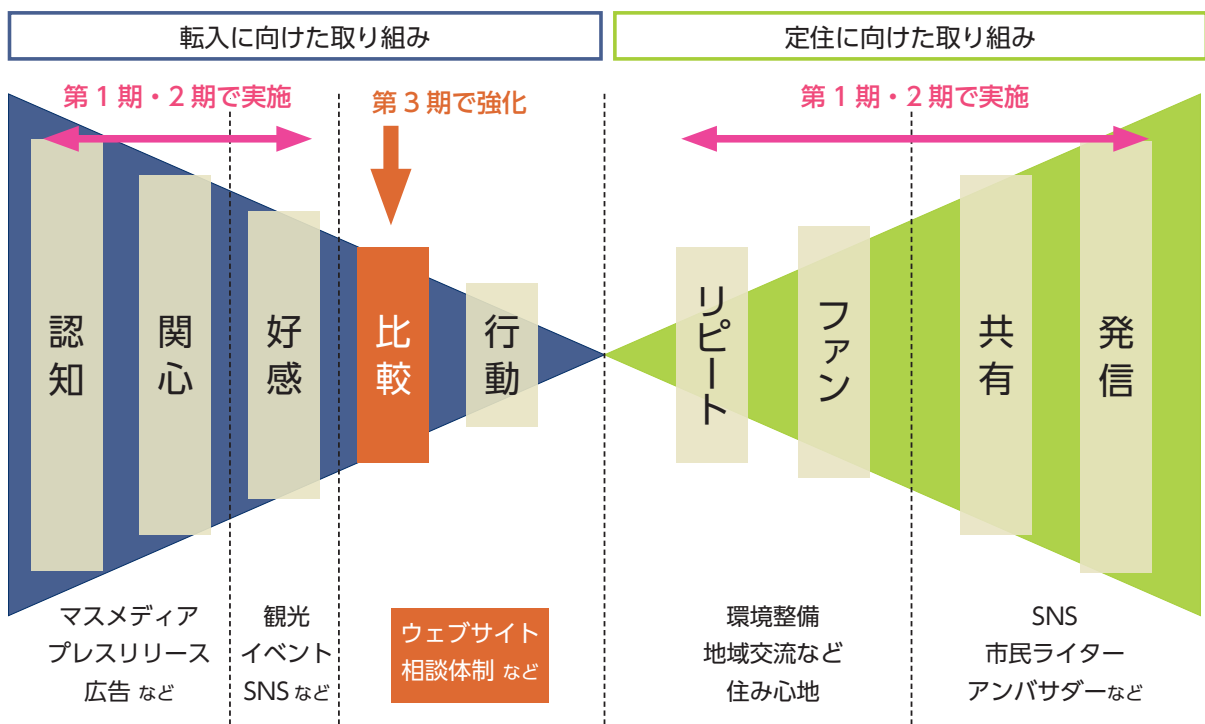 転入に向けた取り組み
定住に向けた取り組み
第1期・2期で実施
第3期で強化
第1期・2期で実施
認知
関心
好感
比較
行動
リピート
ファン
共有
発信
マスメディア
プレスリリース
広告 など
観光
イベント
SNS など
ウェブサイト
相談体制 など
環境整備
地域交流など
住み心地
SNS
市民ライター
アンバサダーなど